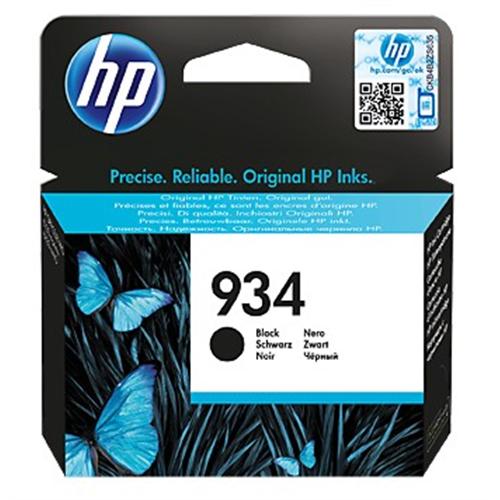 hp
hp
hp.com/go/ok
Precise. Reliable. Original HP Inks.
Original HP Tinten. Original gut.
Précises et fiables, ce sont les encres d'origine HP.
Precisi. Di qualità. Inchiostri Originali HP.
Precies. Betrouwbaar. Originele HP inkten.
Точность. Надежность. Оригинальные чернила HP.
934
Black Nero
Schwarz Zwart
Noir Чёрный